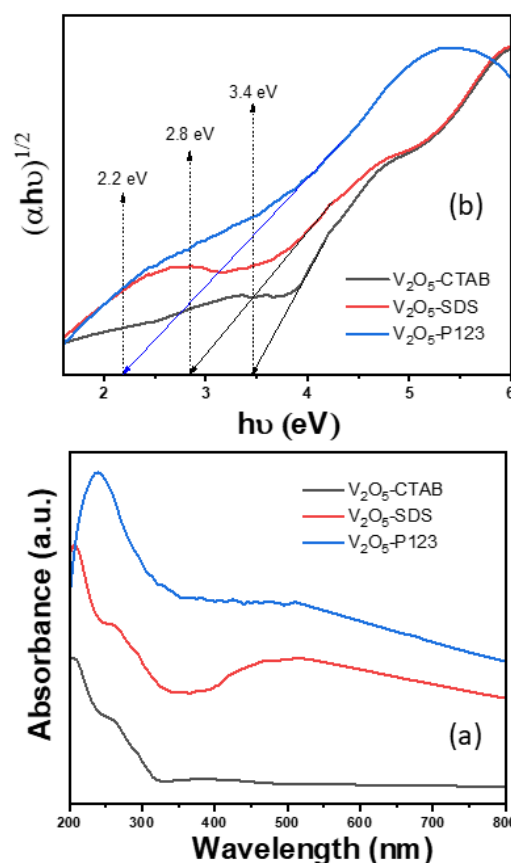 3.4 eV
2.8 eV
2.2 eV
(αhυ)^1/2
(b)
V₂O₅-CTAB
V₂O₅-SDS
V₂O₅-P123
2 3 4 5 6
hυ (eV)
V₂O₅-CTAB
V₂O₅-SDS
V₂O₅-P123
Absorbance (a.u.)
(a)
200 300 400 500 600 700 800
Wavelength (nm)